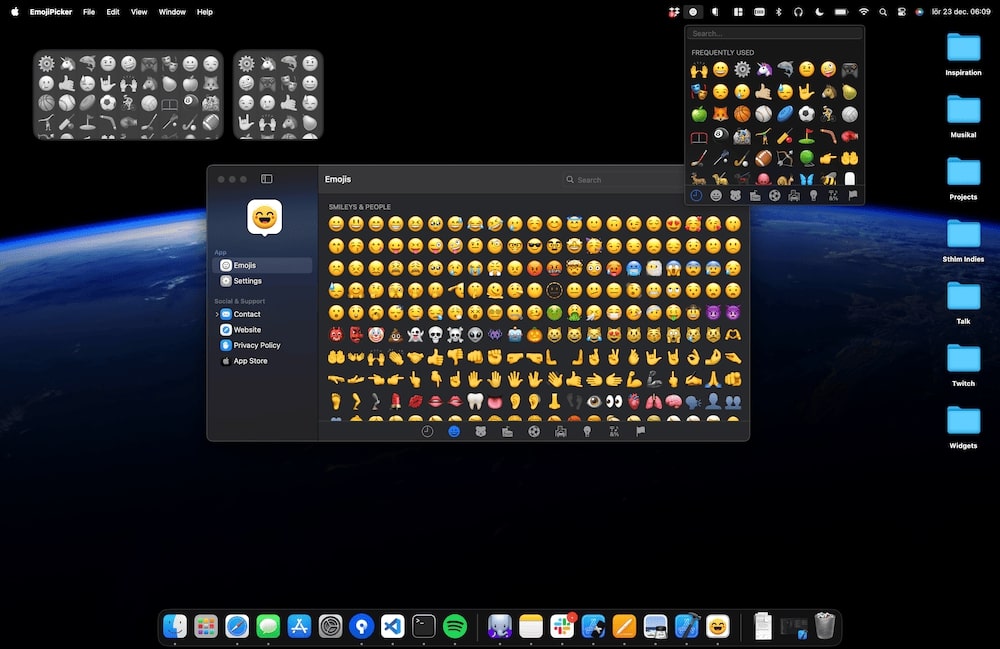 EmojiPicker File Edit View Window Help lör 23 dec. 06:09
Search...
FREQUENTLY USED
Inspiration
Musikal
Projects
Sthlm Indies
Talk
Twitch
Widgets
Emojis
Search
SMILEYS & PEOPLE
App
Emojis
Settings
Social & Support
Contact
Website
Privacy Policy
App Store